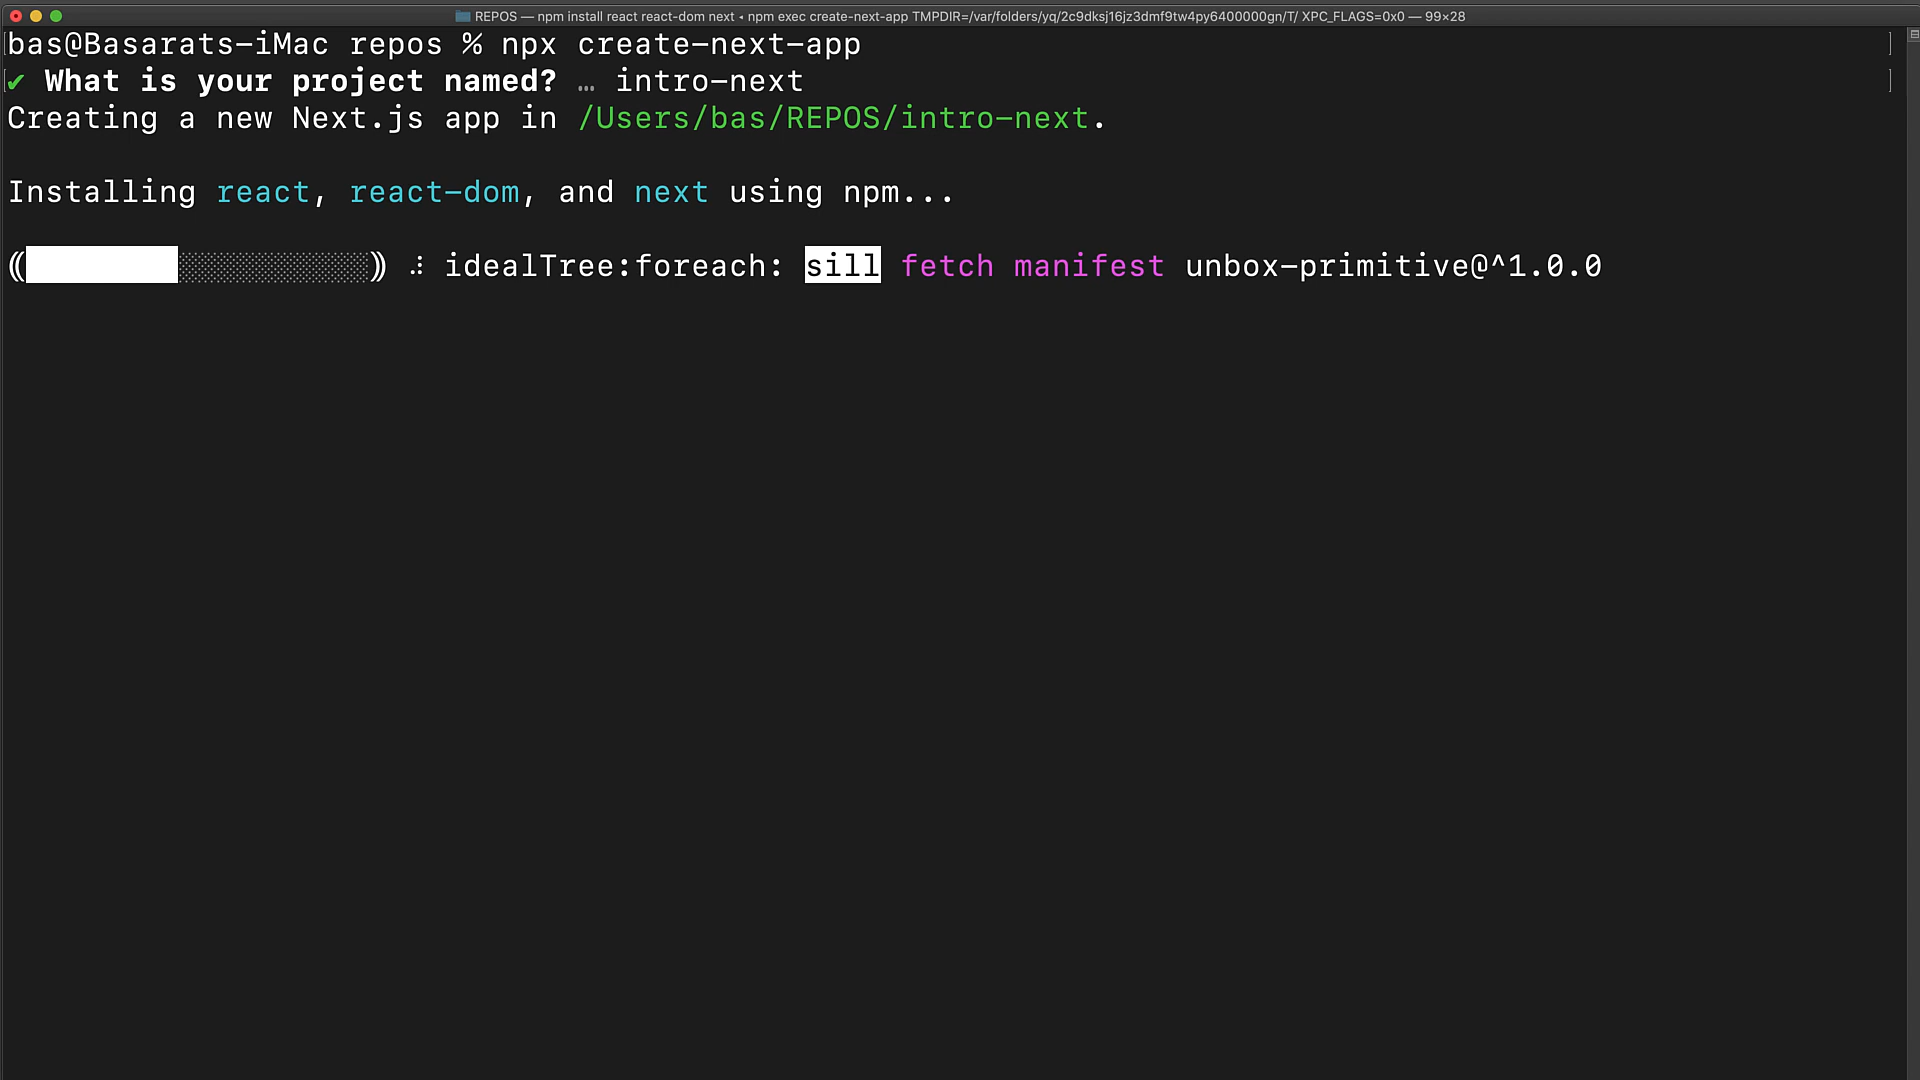 REPOS — npm install react react-dom next ◂ npm exec create-next-app TMPDIR=/var/folders/yq/2c9dksj16jz3dmf9tw4py6400000gn/T/ XPC_FLAGS=0x0 — 99×28
bas@Basarats-iMac repos % npx create-next-app
✔ What is your project named? … intro-next
Creating a new Next.js app in /Users/bas/REPOS/intro-next.
Installing react, react-dom, and next using npm...
idealTree:foreach: sill fetch manifest unbox-primitive@^1.0.0